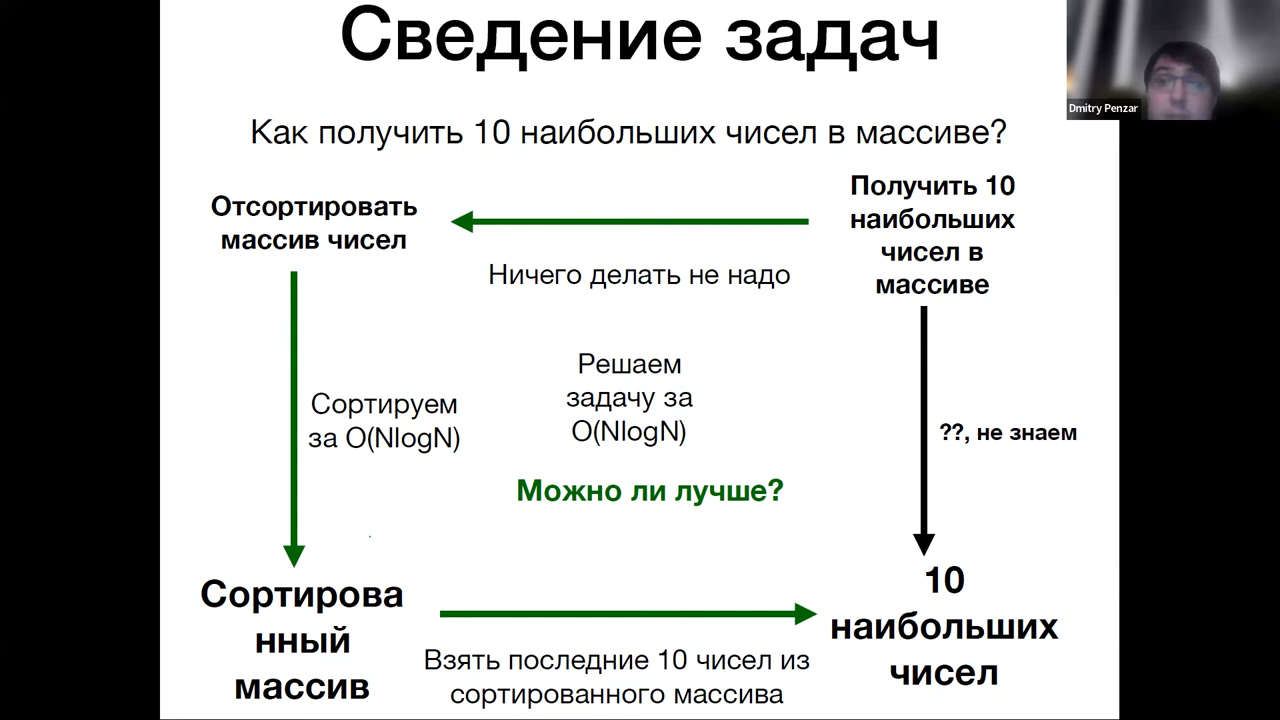 Сведение задач
Dmitry Penzar
Как получить 10 наибольших чисел в массиве?
Отсортировать
массив чисел
Получить 10
наибольших
чисел в
массиве
Ничего делать не надо
Сортируем
за O(NlogN)
Решаем
задачу за
O(NlogN)
??, не знаем
Можно ли лучше?
Сортирова
нный
массив
Взять последние 10 чисел из
сортированного массива
10
наибольших
чисел